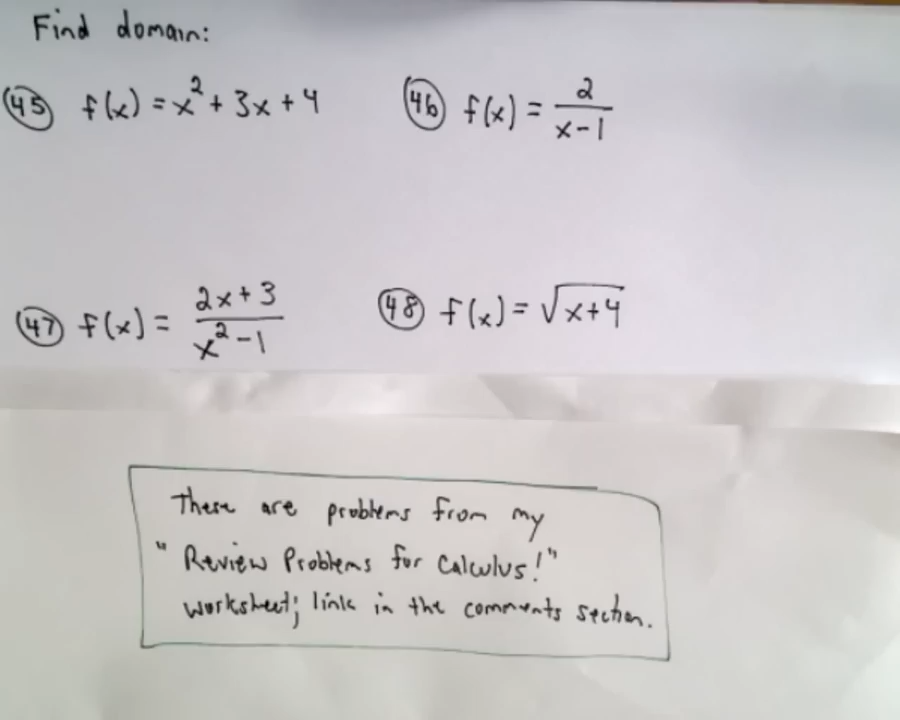 Find domain:
(45) f(x) = x² + 3x + 4
(46) f(x) = 2/(x-1)
(47) f(x) = (2x+3)/(x²-1)
(48) f(x) = √(x+4)
These are problems from my
"Review Problems for Calculus!"
worksheet; link in the comments section.